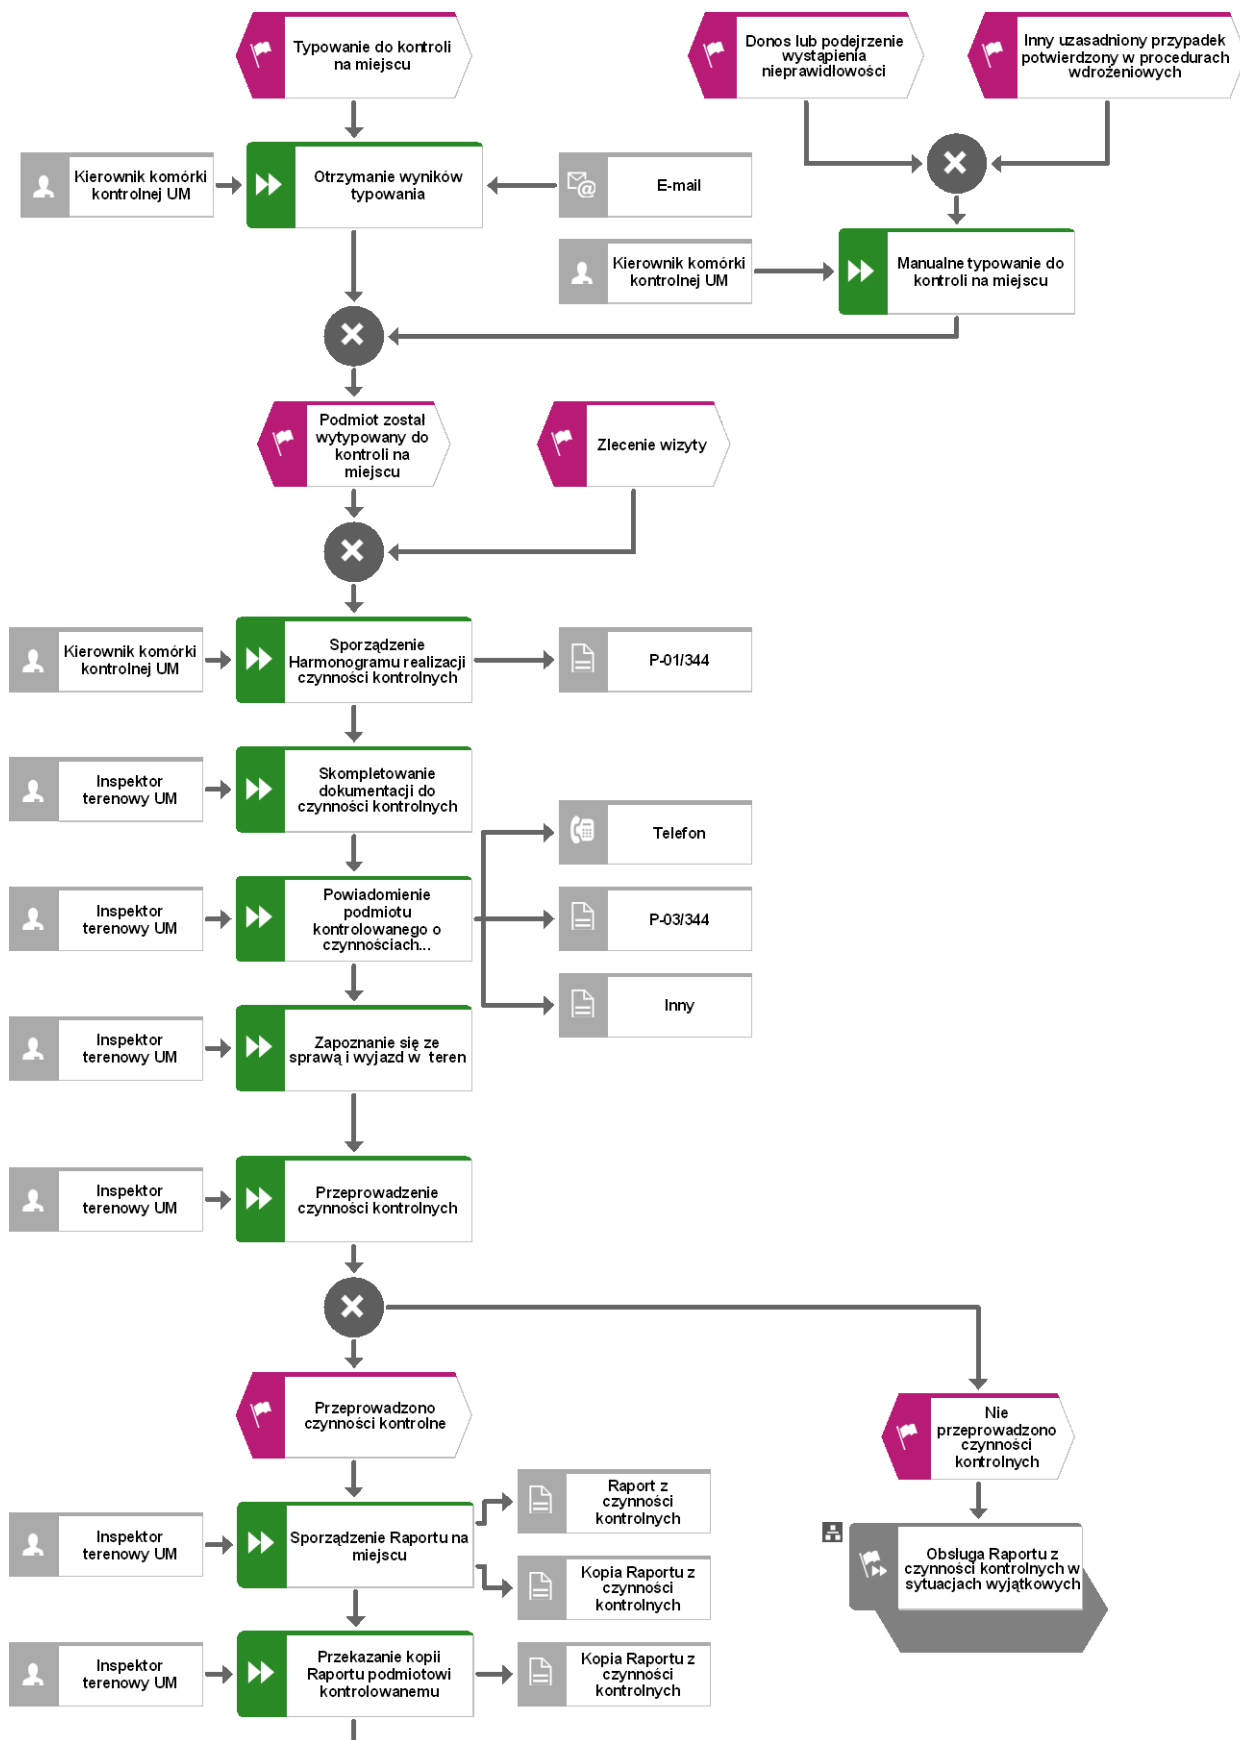 Typowanie do kontroli
na miejscu
Donos lub podejrzenie
wystąpienia
nieprawidłowości
Inny uzasadniony przypadek
potwierdzony w procedurach
wdrożeniowych
Kierownik komórki
kontrolnej UM
Otrzymanie wyników
typowania
E-mail
Kierownik komórki
kontrolnej UM
Manualne typowanie do
kontroli na miejscu
Podmiot został
wytypowany do
kontroli na
miejscu
Zlecenie wizyty
Kierownik komórki
kontrolnej UM
Sporządzenie
Harmonogramu realizacji
czynności kontrolnych
P-01/344
Inspektor
terenowy UM
Skompletowanie
dokumentacji do
czynności kontrolnych
Telefon
Inspektor
terenowy UM
Powiadomienie
podmiotu
kontrolowanego o
czynnościach...
P-03/344
Inny
Inspektor
terenowy UM
Zapoznanie się ze
sprawą i wyjazd w teren
Inspektor
terenowy UM
Przeprowadzenie
czynności kontrolnych
Przeprowadzono
czynności kontrolne
Nie
przeprowadzono
czynności
kontrolnych
Inspektor
terenowy UM
Sporządzenie Raportu na
miejscu
Raport z
czynności
kontrolnych
Kopia Raportu z
czynności
kontrolnych
Obsługa Raportu z
czynności kontrolnych w
sytuacjach wyjątkowych
Inspektor
terenowy UM
Przekazanie kopii
Raportu podmiotowi
kontrolowanemu
Kopia Raportu z
czynności
kontrolnych